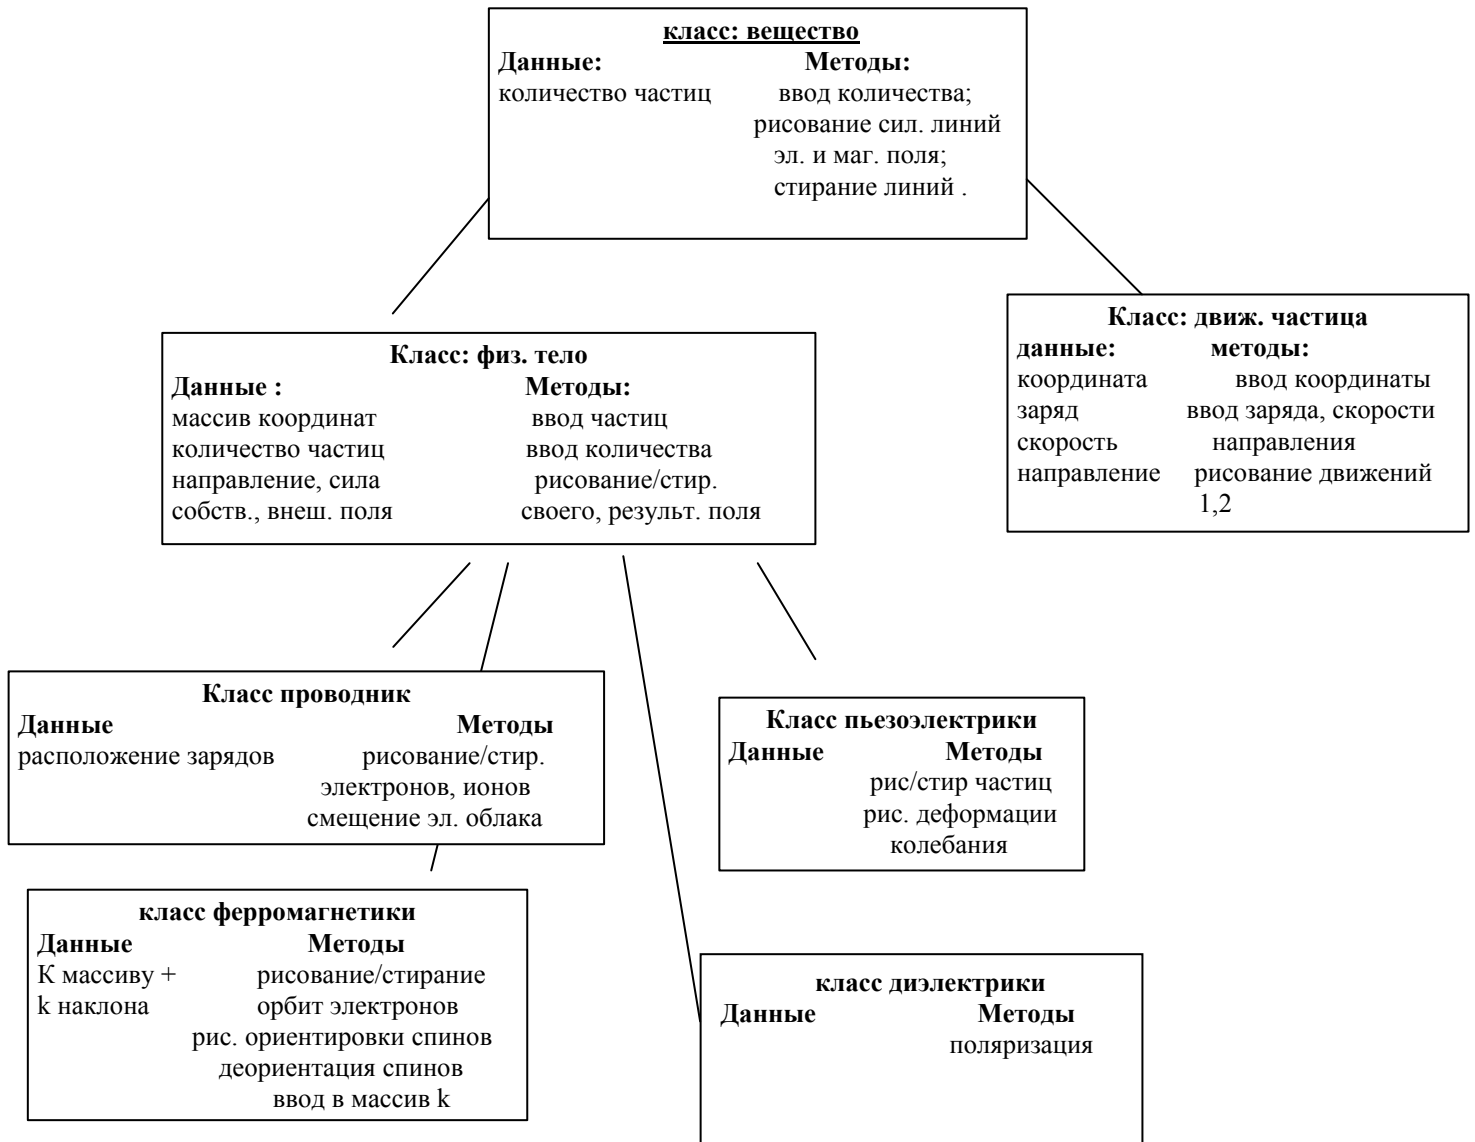 класс: вещество
Данные: Методы:
количество частиц ввод количества;
рисование сил. линий
эл. и маг. поля;
стирание линий .
Класс: движ. частица
данные: методы:
координата ввод координаты
заряд ввод заряда, скорости
скорость направления
направление рисование движений
1,2
Класс: физ. тело
Данные : Методы:
массив координат ввод частиц
количество частиц ввод количества
направление, сила рисование/стир.
собств., внеш. поля своего, результ. поля
Класс проводник
Данные Методы
расположение зарядов рисование/стир.
электронов, ионов
смещение эл. облака
Класс пьезоэлектрики
Данные Методы
рис/стир частиц
рис. деформации
колебания
класс ферромагнетики
Данные Методы
К массиву + рисование/стирание
k наклона орбит электронов
рис. ориентировки спинов
деориентация спинов
ввод в массив k
класс диэлектрики
Данные Методы
поляризация